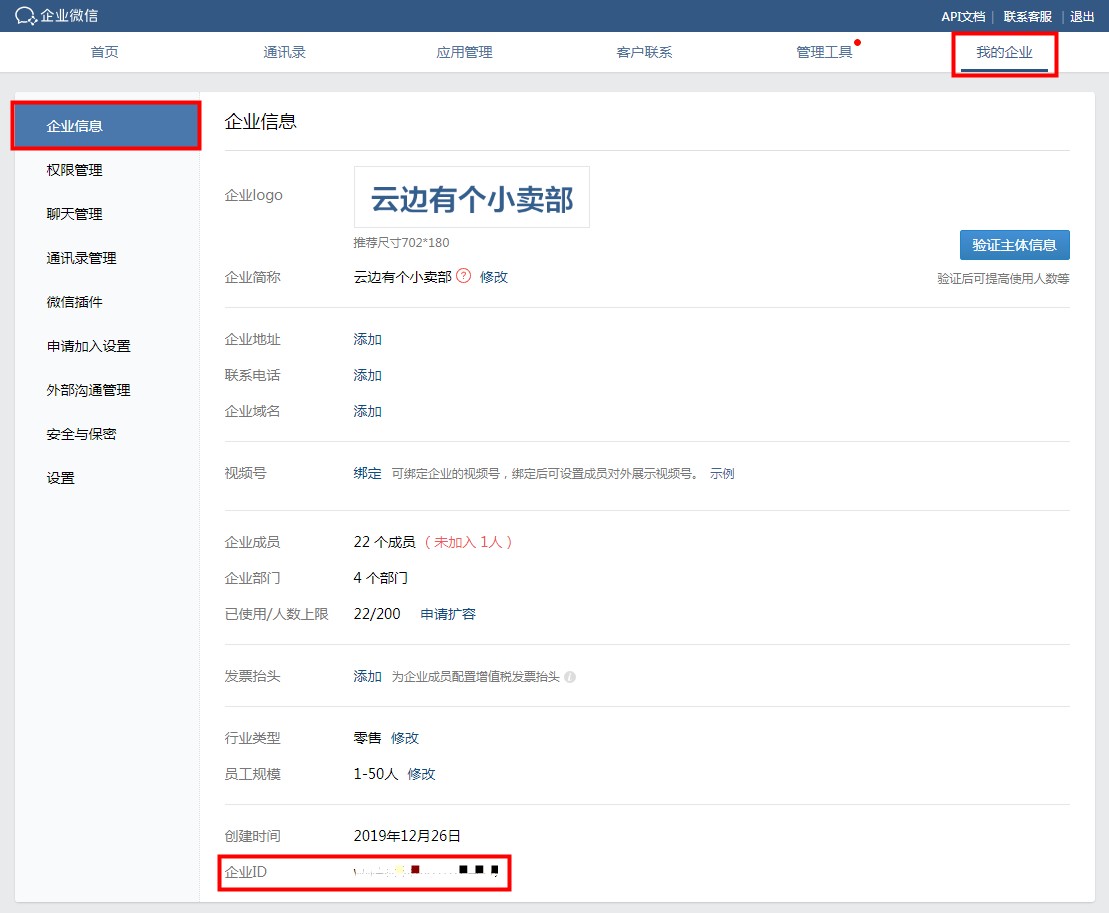 企业微信
API文档 | 联系客服 | 退出
首页 通讯录 应用管理 客户联系 管理工具 我的企业
企业信息
权限管理
聊天管理
通讯录管理
微信插件
申请加入设置
外部沟通管理
安全与保密
设置
企业信息
企业logo 云边有个小卖部
推荐尺寸702*180
验证主体信息
验证后可提高使用人数等
企业简称 云边有个小卖部 ? 修改
企业地址 添加
联系电话 添加
企业域名 添加
视频号 绑定 可绑定企业的视频号，绑定后可设置成员对外展示视频号。 示例
企业成员 22 个成员 （ 未加入 1人 ）
企业部门 4 个部门
已使用/人数上限 22/200 申请扩容
发票抬头 添加 为企业成员配置增值税发票抬头 i
行业类型 零售 修改
员工规模 1-50人 修改
创建时间 2019年12月26日
企业ID